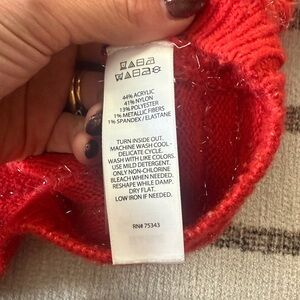 44% ACRYLIC
41% NYLON
13% POLYESTER
1% METALLIC FIBERS
1% SPANDEX / ELASTANE
TURN INSIDE OUT.
MACHINE WASH COOL -
DELICATE CYCLE.
WASH WITH LIKE COLORS.
USE MILD DETERGENT.
ONLY NON-CHLORINE
BLEACH WHEN NEEDED.
RESHAPE WHILE DAMP.
DRY FLAT.
LOW IRON IF NEEDED.
RN# 75343